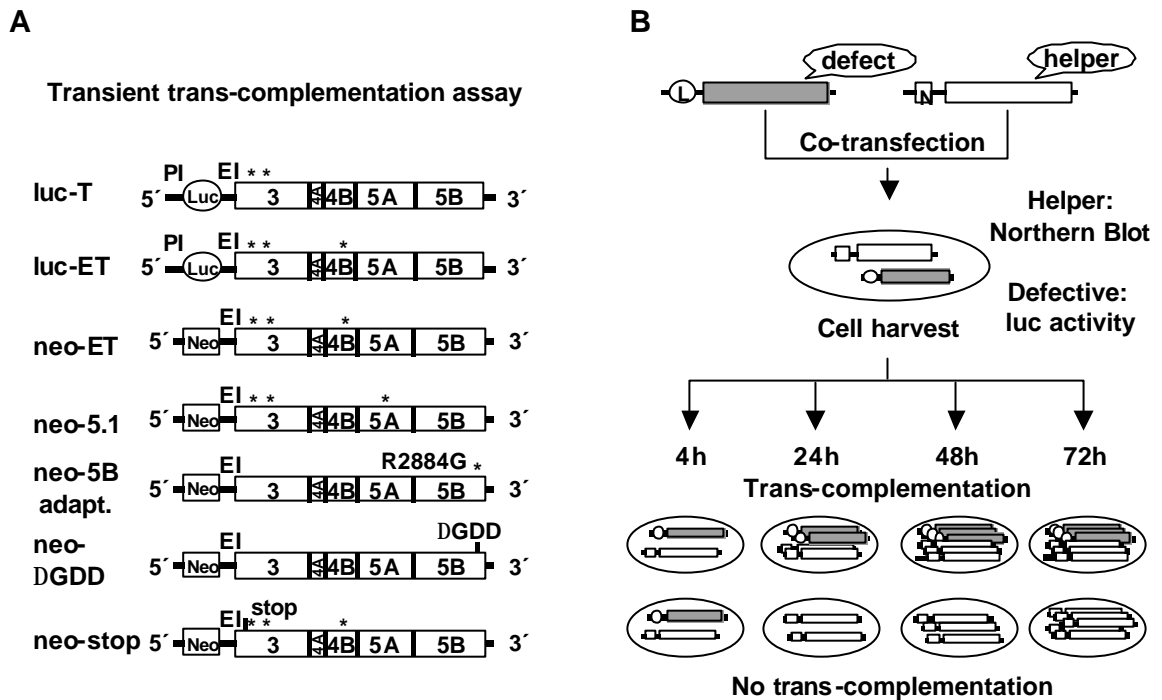 A
Transient trans-complementation assay
luc-T
PI
EI
* *
5´
Luc
3
4A
4B
5A
5B
3´
luc-ET
PI
EI
* *
*
5´
Luc
3
4A
4B
5A
5B
3´
neo-ET
EI
* *
*
5´
Neo
3
4A
4B
5A
5B
3´
neo-5.1
EI
* *
*
5´
Neo
3
4A
4B
5A
5B
3´
neo-5B
adapt.
EI
R2884G
*
5´
Neo
3
4A
4B
5A
5B
3´
neo-
DGDD
EI
DGDD
5´
Neo
3
4A
4B
5A
5B
3´
neo-stop
EI
stop
* *
*
5´
Neo
3
4A
4B
5A
5B
3´
B
defect
helper
L
N
Co-transfection
Helper:
Northern Blot
Defective:
luc activity
Cell harvest
4h 24h 48h 72h
Trans-complementation
No trans-complementation